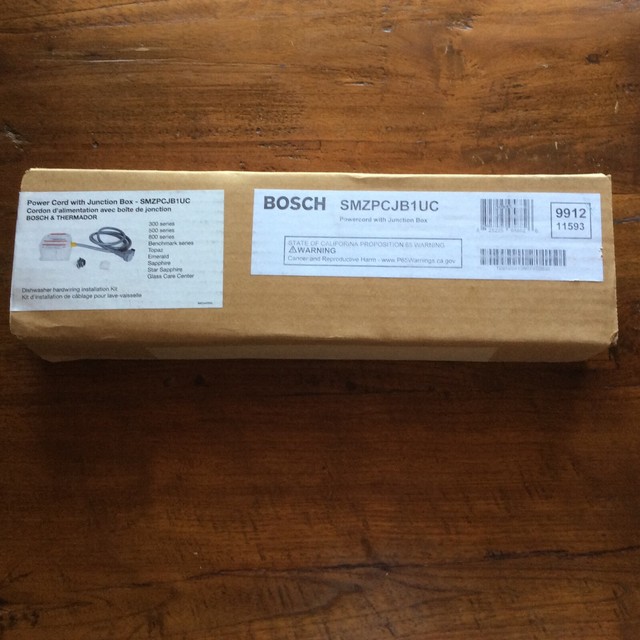 Power Cord with Junction Box - SMZPCJB1UC
Cordon d'alimentation avec boîte de jonction
BOSCH & THERMADOR
300 series
500 series
800 series
Benchmark series
Emerald
Sapphire
Star Sapphire
Glass Care Center
Dishwasher hardwiring installation Kit
Kit d'installation de câblage pour lave vaisselle
BOSCH SMZPCJB1UC
Powercord with Junction Box
STATE OF CALIFORINA PROPOSITION 65 WARNING
⚠WARNING
Cancer and Reproductive Harm - www.P65Warnings.ca.gov
9912
11593